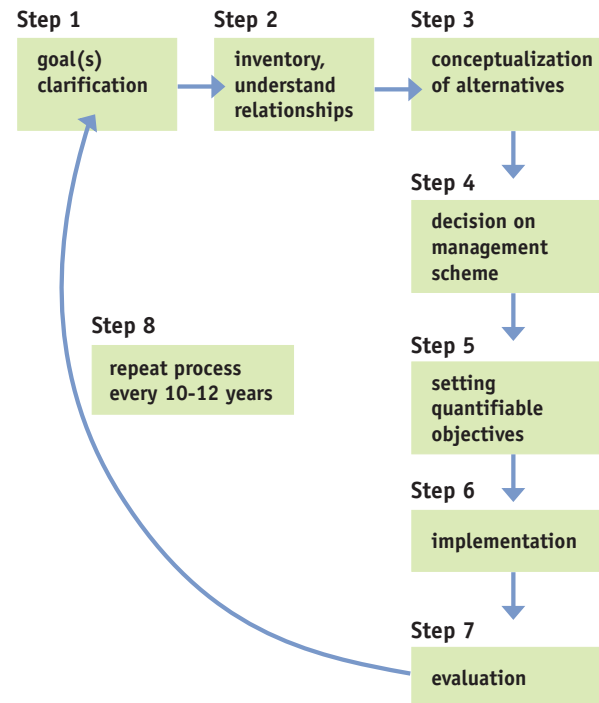 Step 1
goal(s)
clarification
Step 2
inventory,
understand
relationships
Step 3
conceptualization
of alternatives
Step 4
decision on
management
scheme
Step 5
setting
quantifiable
objectives
Step 6
implementation
Step 7
evaluation
Step 8
repeat process
every 10-12 years